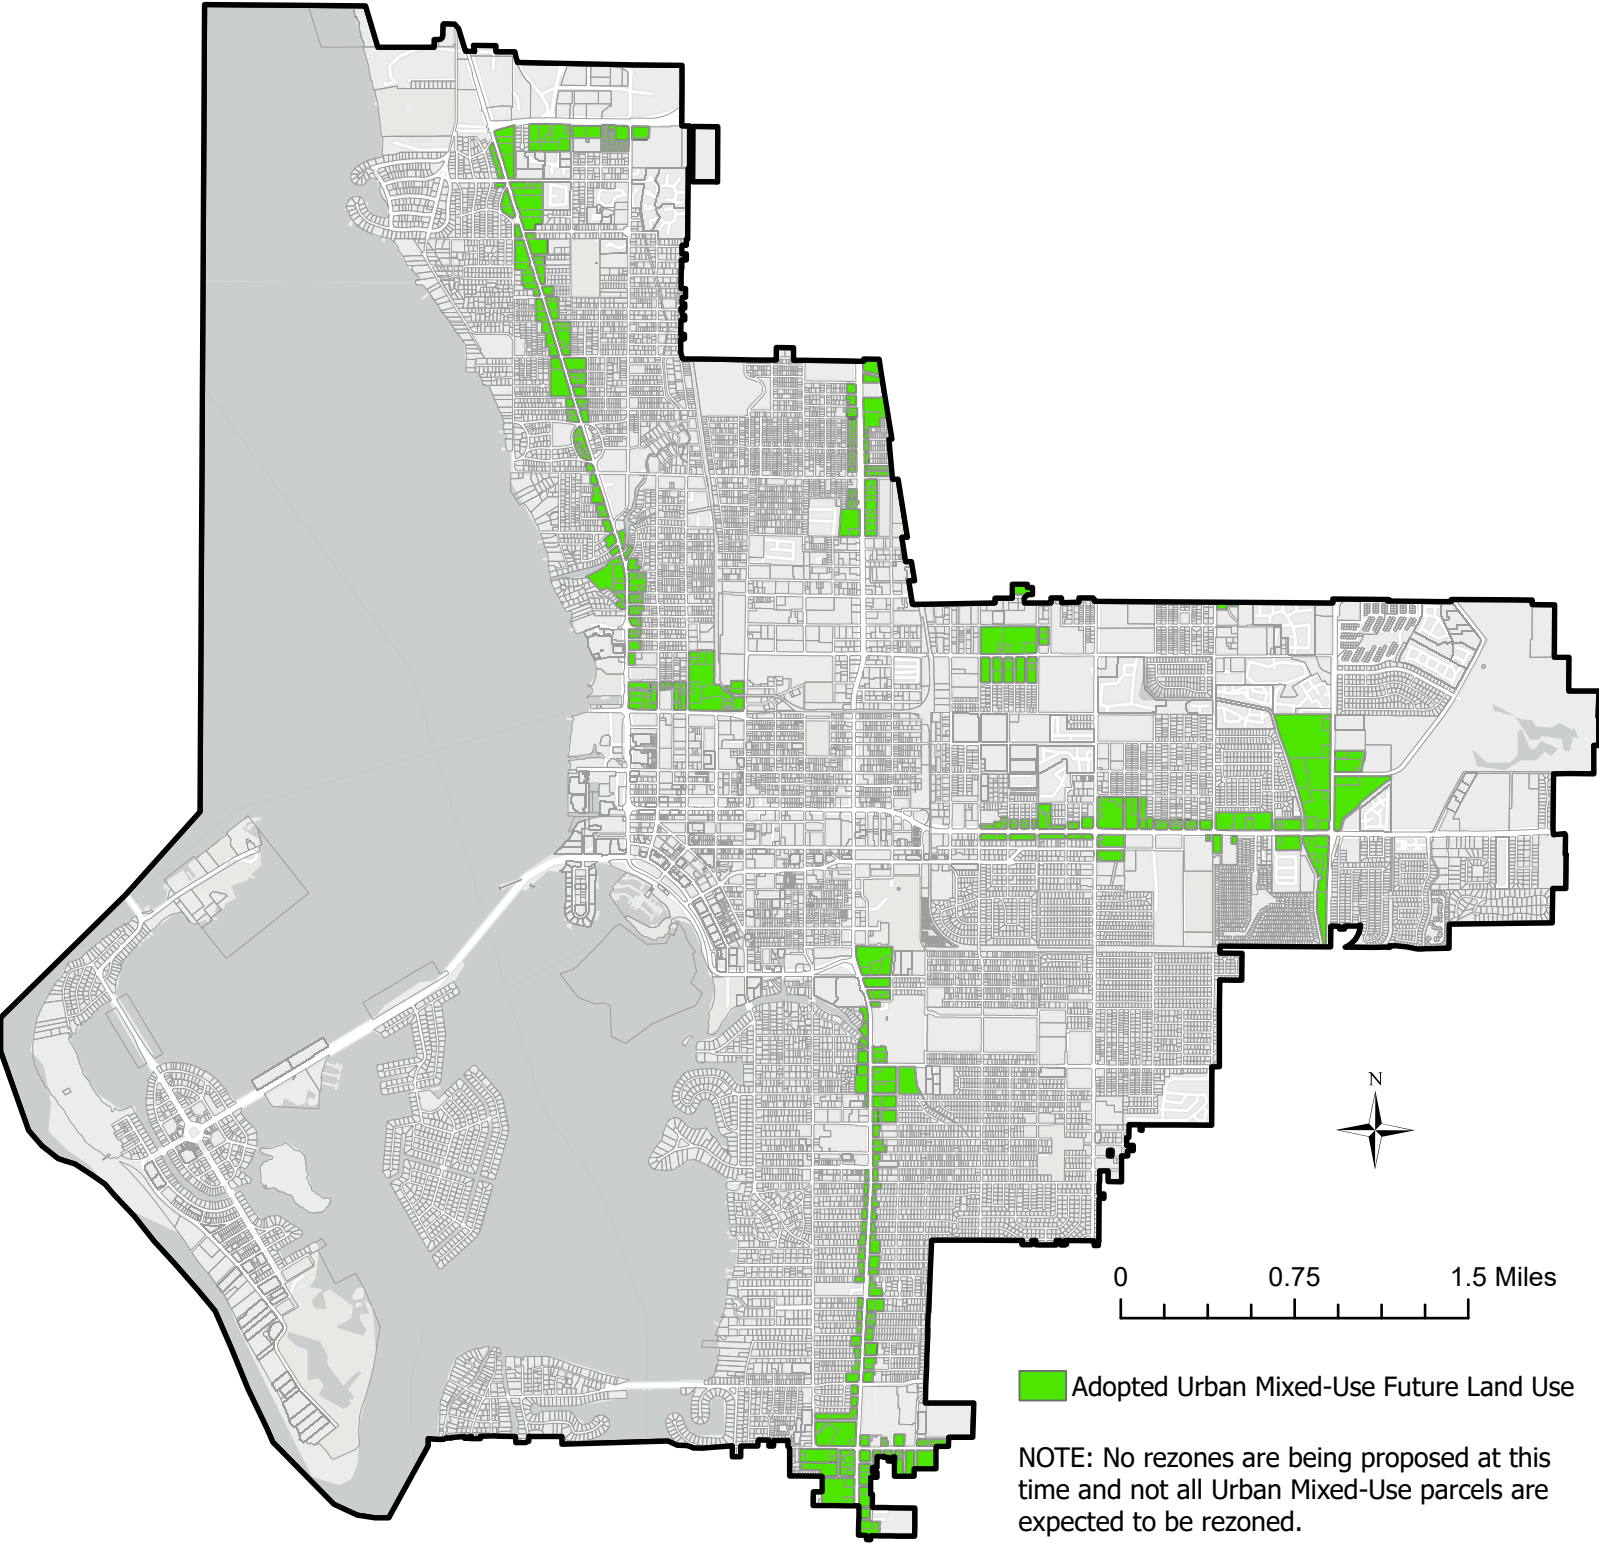 N
0 0.75 1.5 Miles
Adopted Urban Mixed-Use Future Land Use
NOTE: No rezones are being proposed at this
time and not all Urban Mixed-Use parcels are
expected to be rezoned.